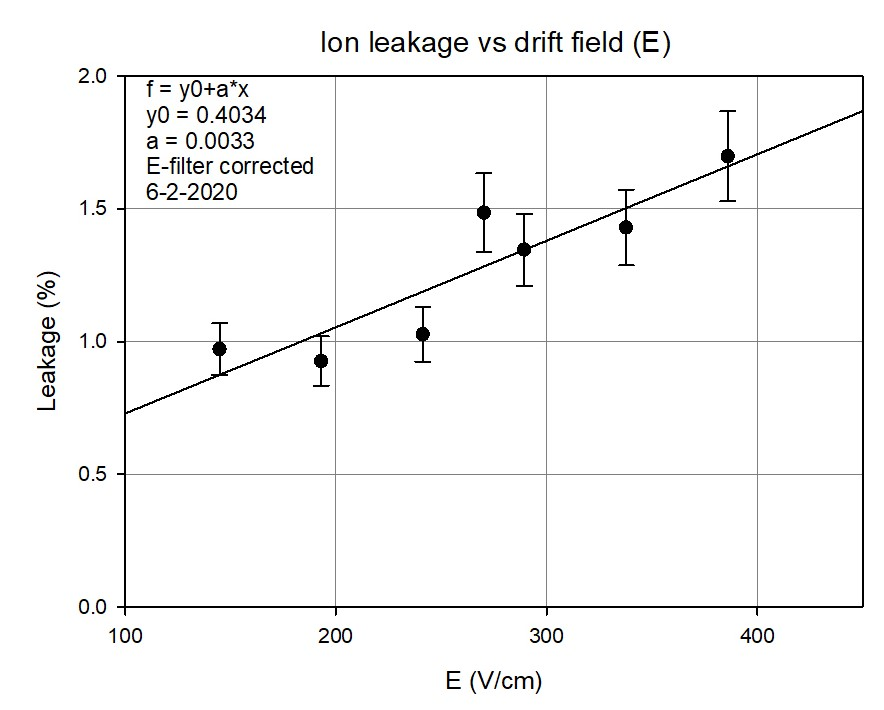 Ion leakage vs drift field (E)
f = y0+a*x
y0 = 0.4034
a = 0.0033
E-filter corrected
6-2-2020
2.0
1.5
1.0
0.5
0.0
Leakage (%)
100 200 300 400
E (V/cm)